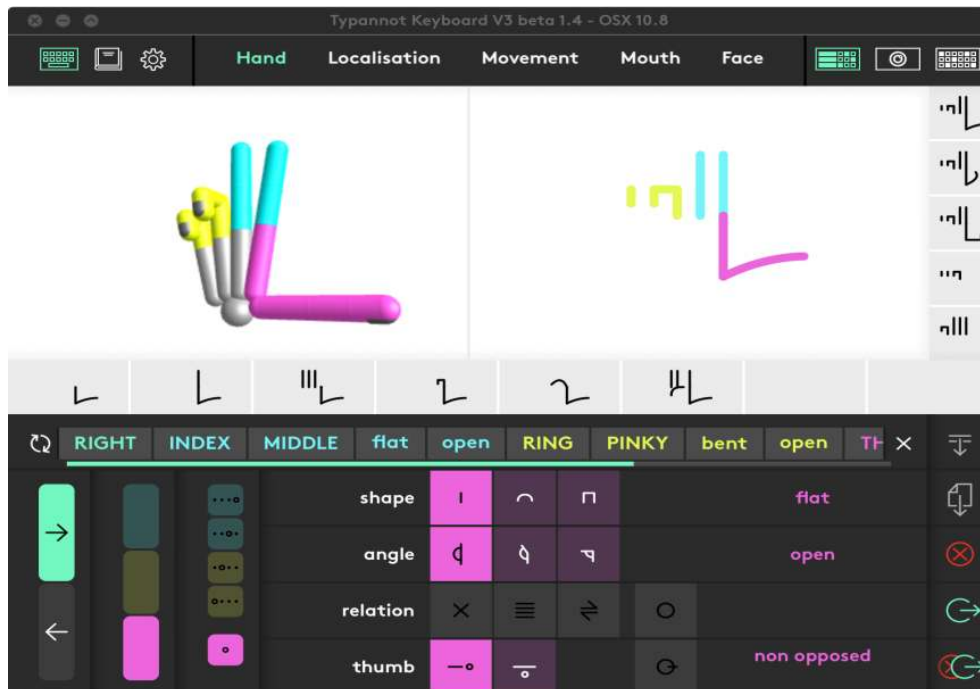 Typannot Keyboard V3 beta 1.4 - OSX 10.8
Hand Localisation Movement Mouth Face
RIGHT INDEX MIDDLE flat open RING PINKY bent open TH
shape flat
angle open
relation
thumb non opposed